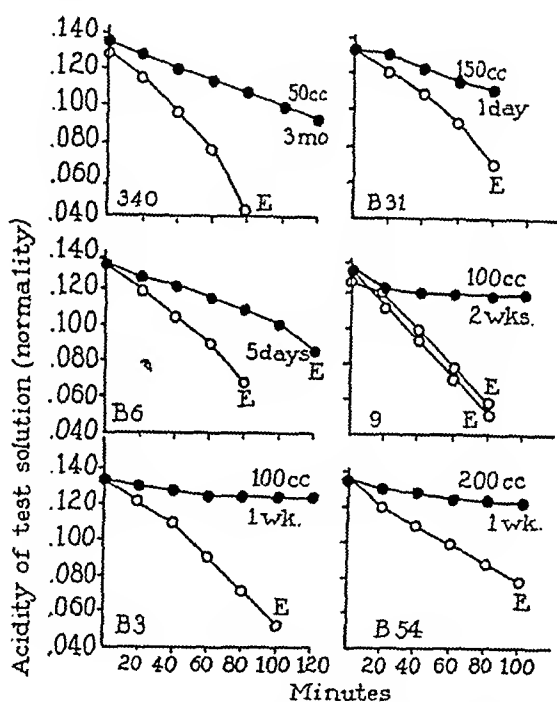 Acidity of test solution (normality)
.140
.120
.100
.080
.060
.040
50cc
3mo
E
340
150cc
1day
E
B31
.140
.120
.100
.080
.060
.040
5days
E
E
B6
100cc
2wks.
E
E
9
.140
.120
.100
.080
.060
.040
100cc
1wk.
E
B3
200cc
1wk.
E
B54
20 40 60 80 100 120
20 40 60 80 100
Minutes